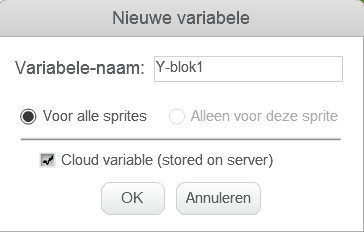 Nieuwe variabele
Variabele-naam: Y-blok1
Voor alle sprites Alleen voor deze sprite
Cloud variable (stored on server)
OK Annuleren